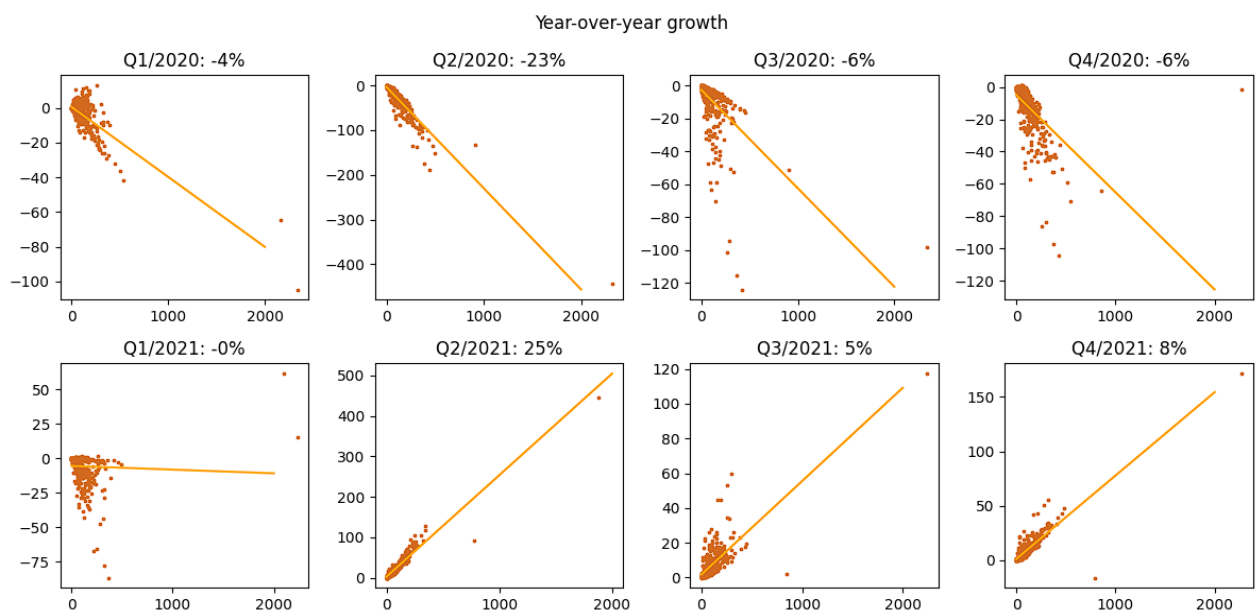 Year-over-year growth
Q1/2020: -4%
Q2/2020: -23%
Q3/2020: -6%
Q4/2020: -6%
0
−20
−40
−60
−80
−100
0 1000 2000
0
−100
−200
−300
−400
0 1000 2000
0
−20
−40
−60
−80
−100
−120
0 1000 2000
0
−20
−40
−60
−80
−100
−120
0 1000 2000
Q1/2021: -0%
Q2/2021: 25%
Q3/2021: 5%
Q4/2021: 8%
50
25
0
−25
−50
−75
0 1000 2000
500
400
300
200
100
0
0 1000 2000
120
100
80
60
40
20
0
0 1000 2000
150
100
50
0
0 1000 2000